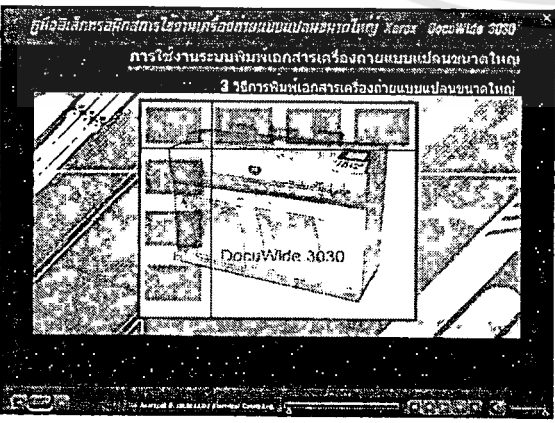 คู่มืออิเล็กทรอนิกส์การใช้งานเครื่องถ่ายแบบแปลนขนาดใหญ่ Xerox DocuWide 3030
การใช้งานระบบพิมพ์เอกสารเครื่องถ่ายแบบแปลนขนาดใหญ่
3 วิธีการพิมพ์เอกสารเครื่องถ่ายแบบแปลนขนาดใหญ่
DocuWide 3030